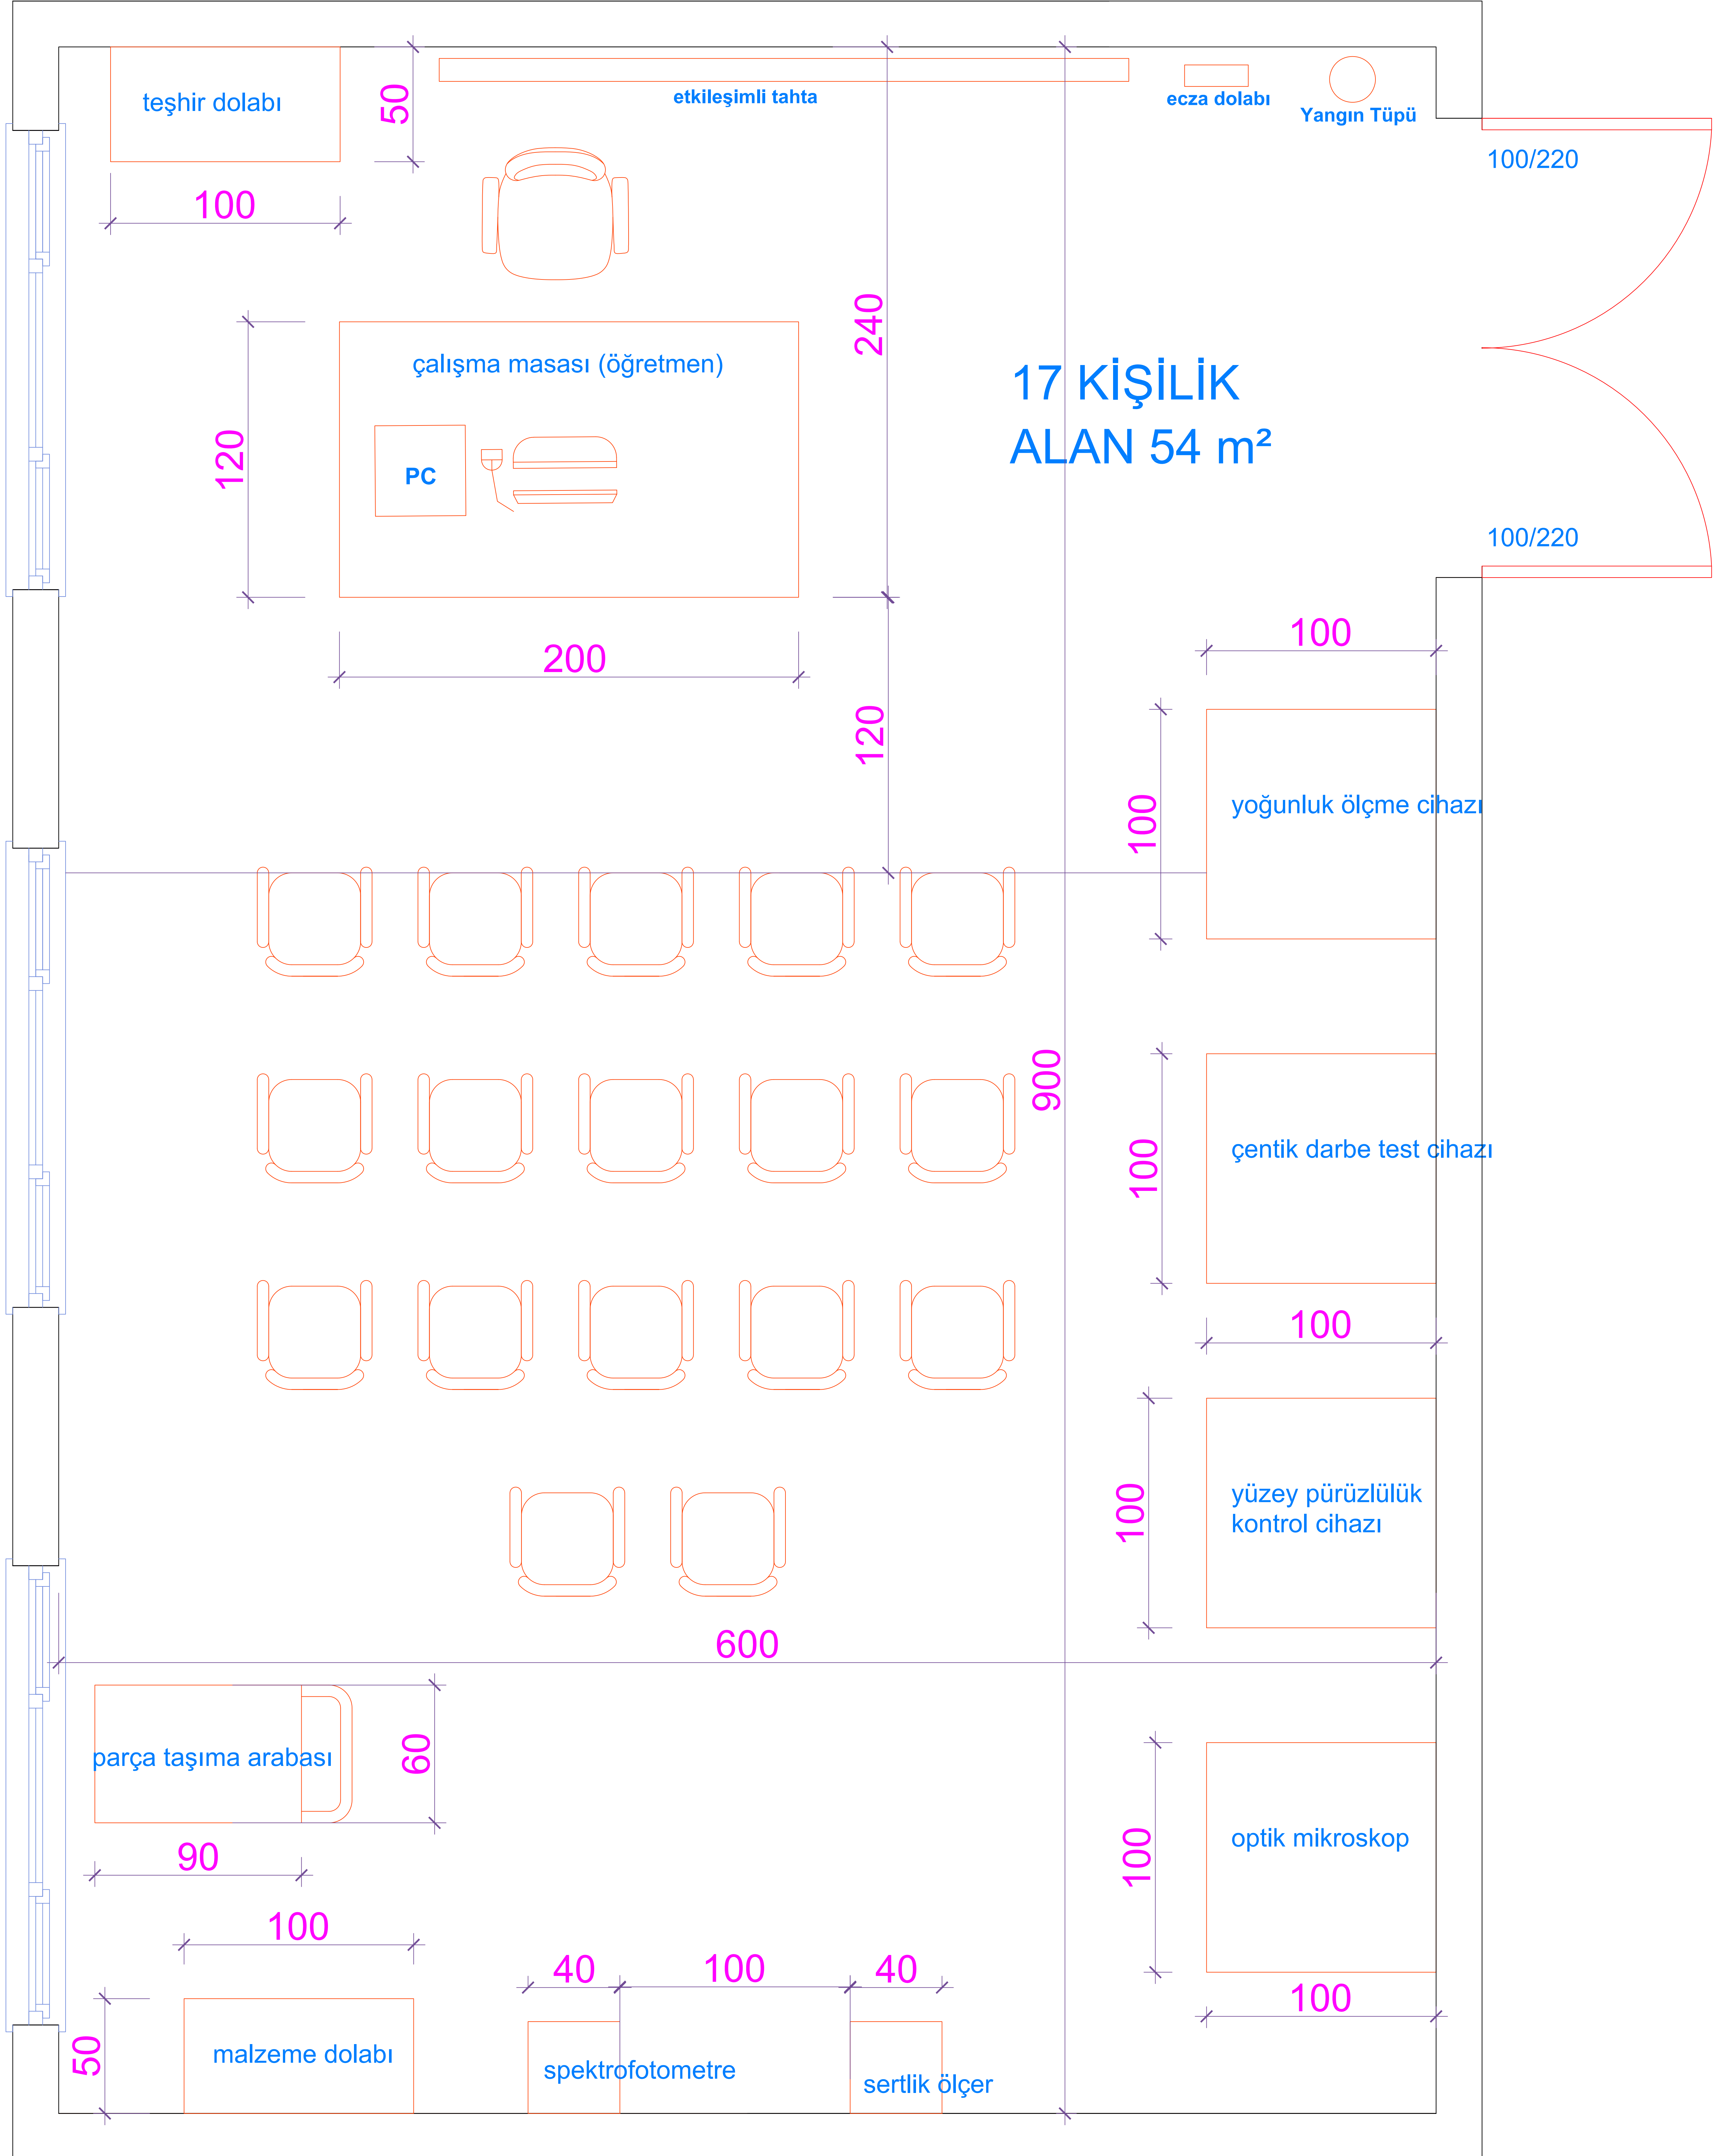 teşhir dolabı
50
etkileşimli tahta
ecza dolabı
Yangın Tüpü
100/220
100
240
çalışma masası (öğretmen)
17 KİŞİLİK
ALAN 54 m²
120
PC
100/220
200
100
120
100
yoğunluk ölçme cihazı
900
100
çentik darbe test cihazı
100
100
yüzey pürüzlülük
kontrol cihazı
600
parça taşıma arabası
60
90
100
optik mikroskop
100
40
100
40
100
50
malzeme dolabı
spektrofotometre
sertlik ölçer